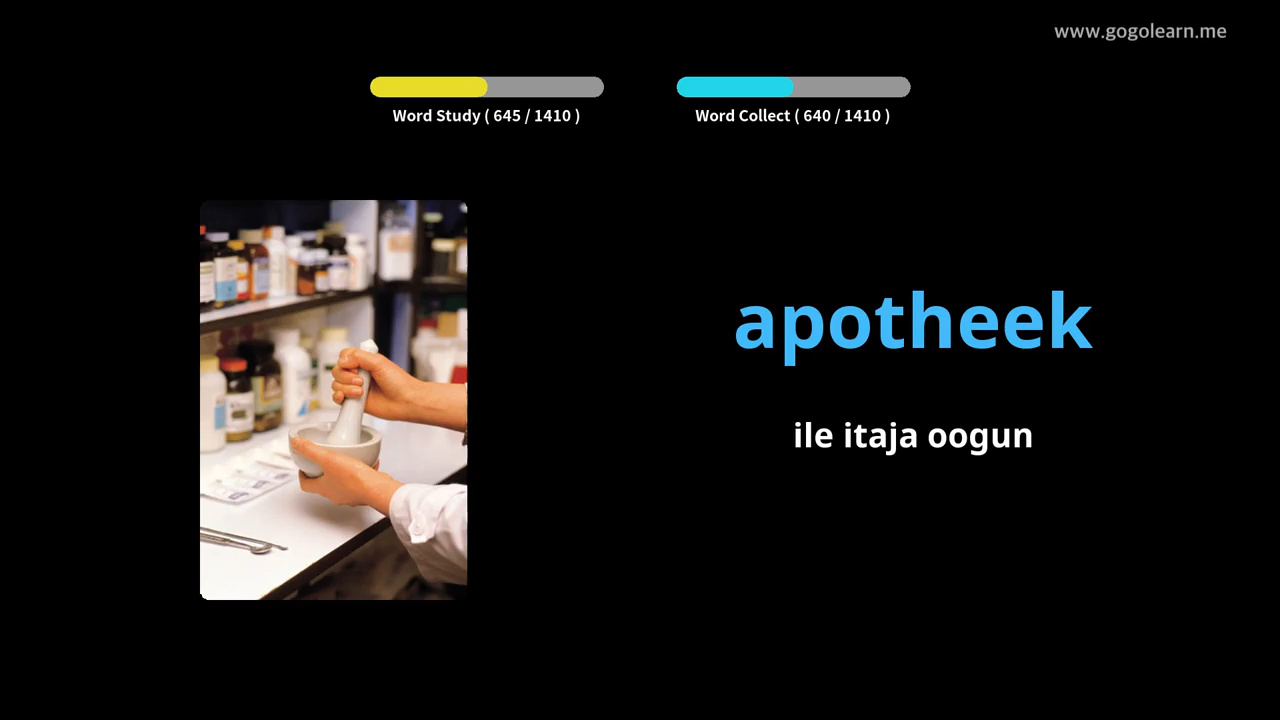 www.gogolearn.me
Word Study ( 645 / 1410 )
Word Collect ( 640 / 1410 )
apotheek
ile itaja oogun